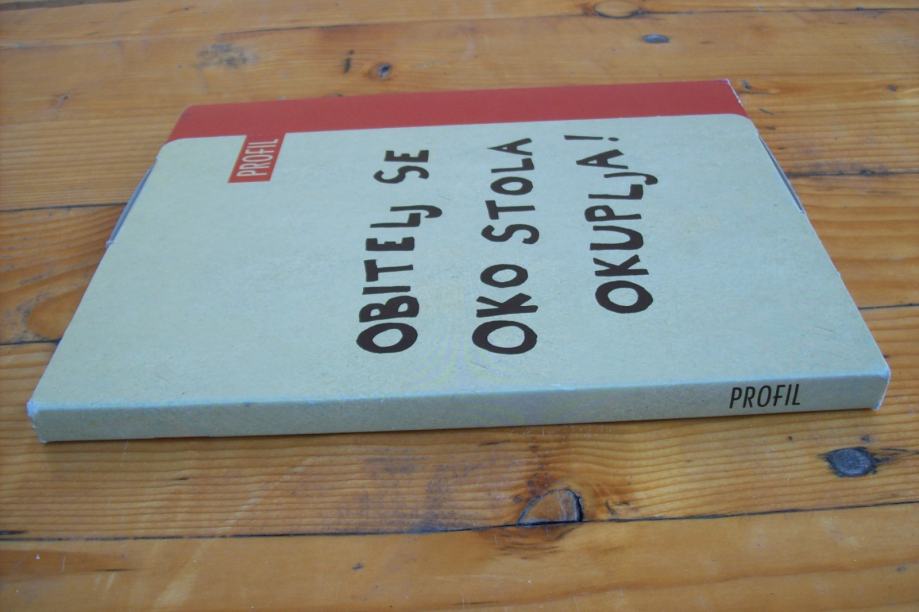 PROFIL
OBITELJ SE
OKO STOLA
OKUPLJA!
PROFIL